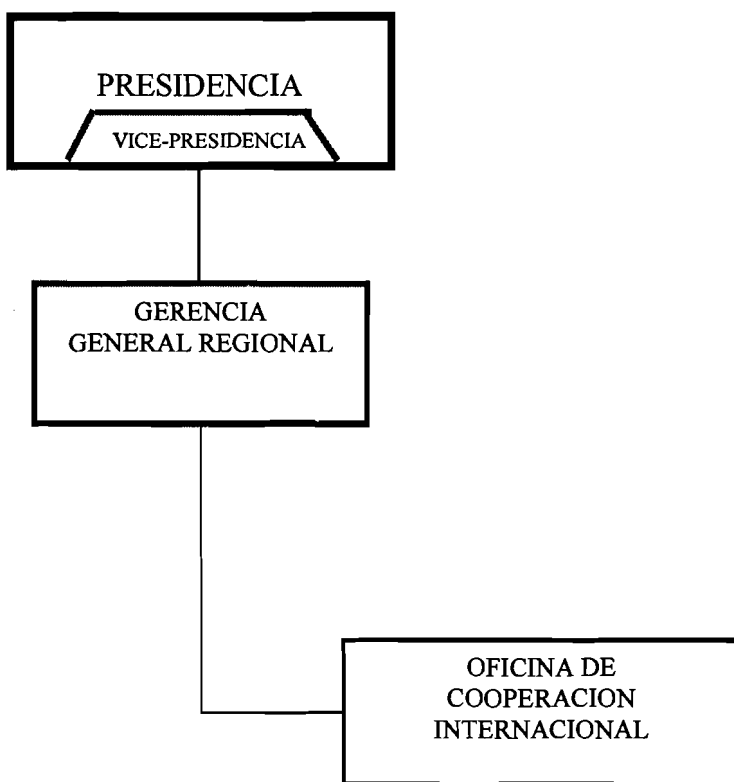 PRESIDENCIA
VICE-PRESIDENCIA
GERENCIA
GENERAL REGIONAL
OFICINA DE
COOPERACION
INTERNACIONAL